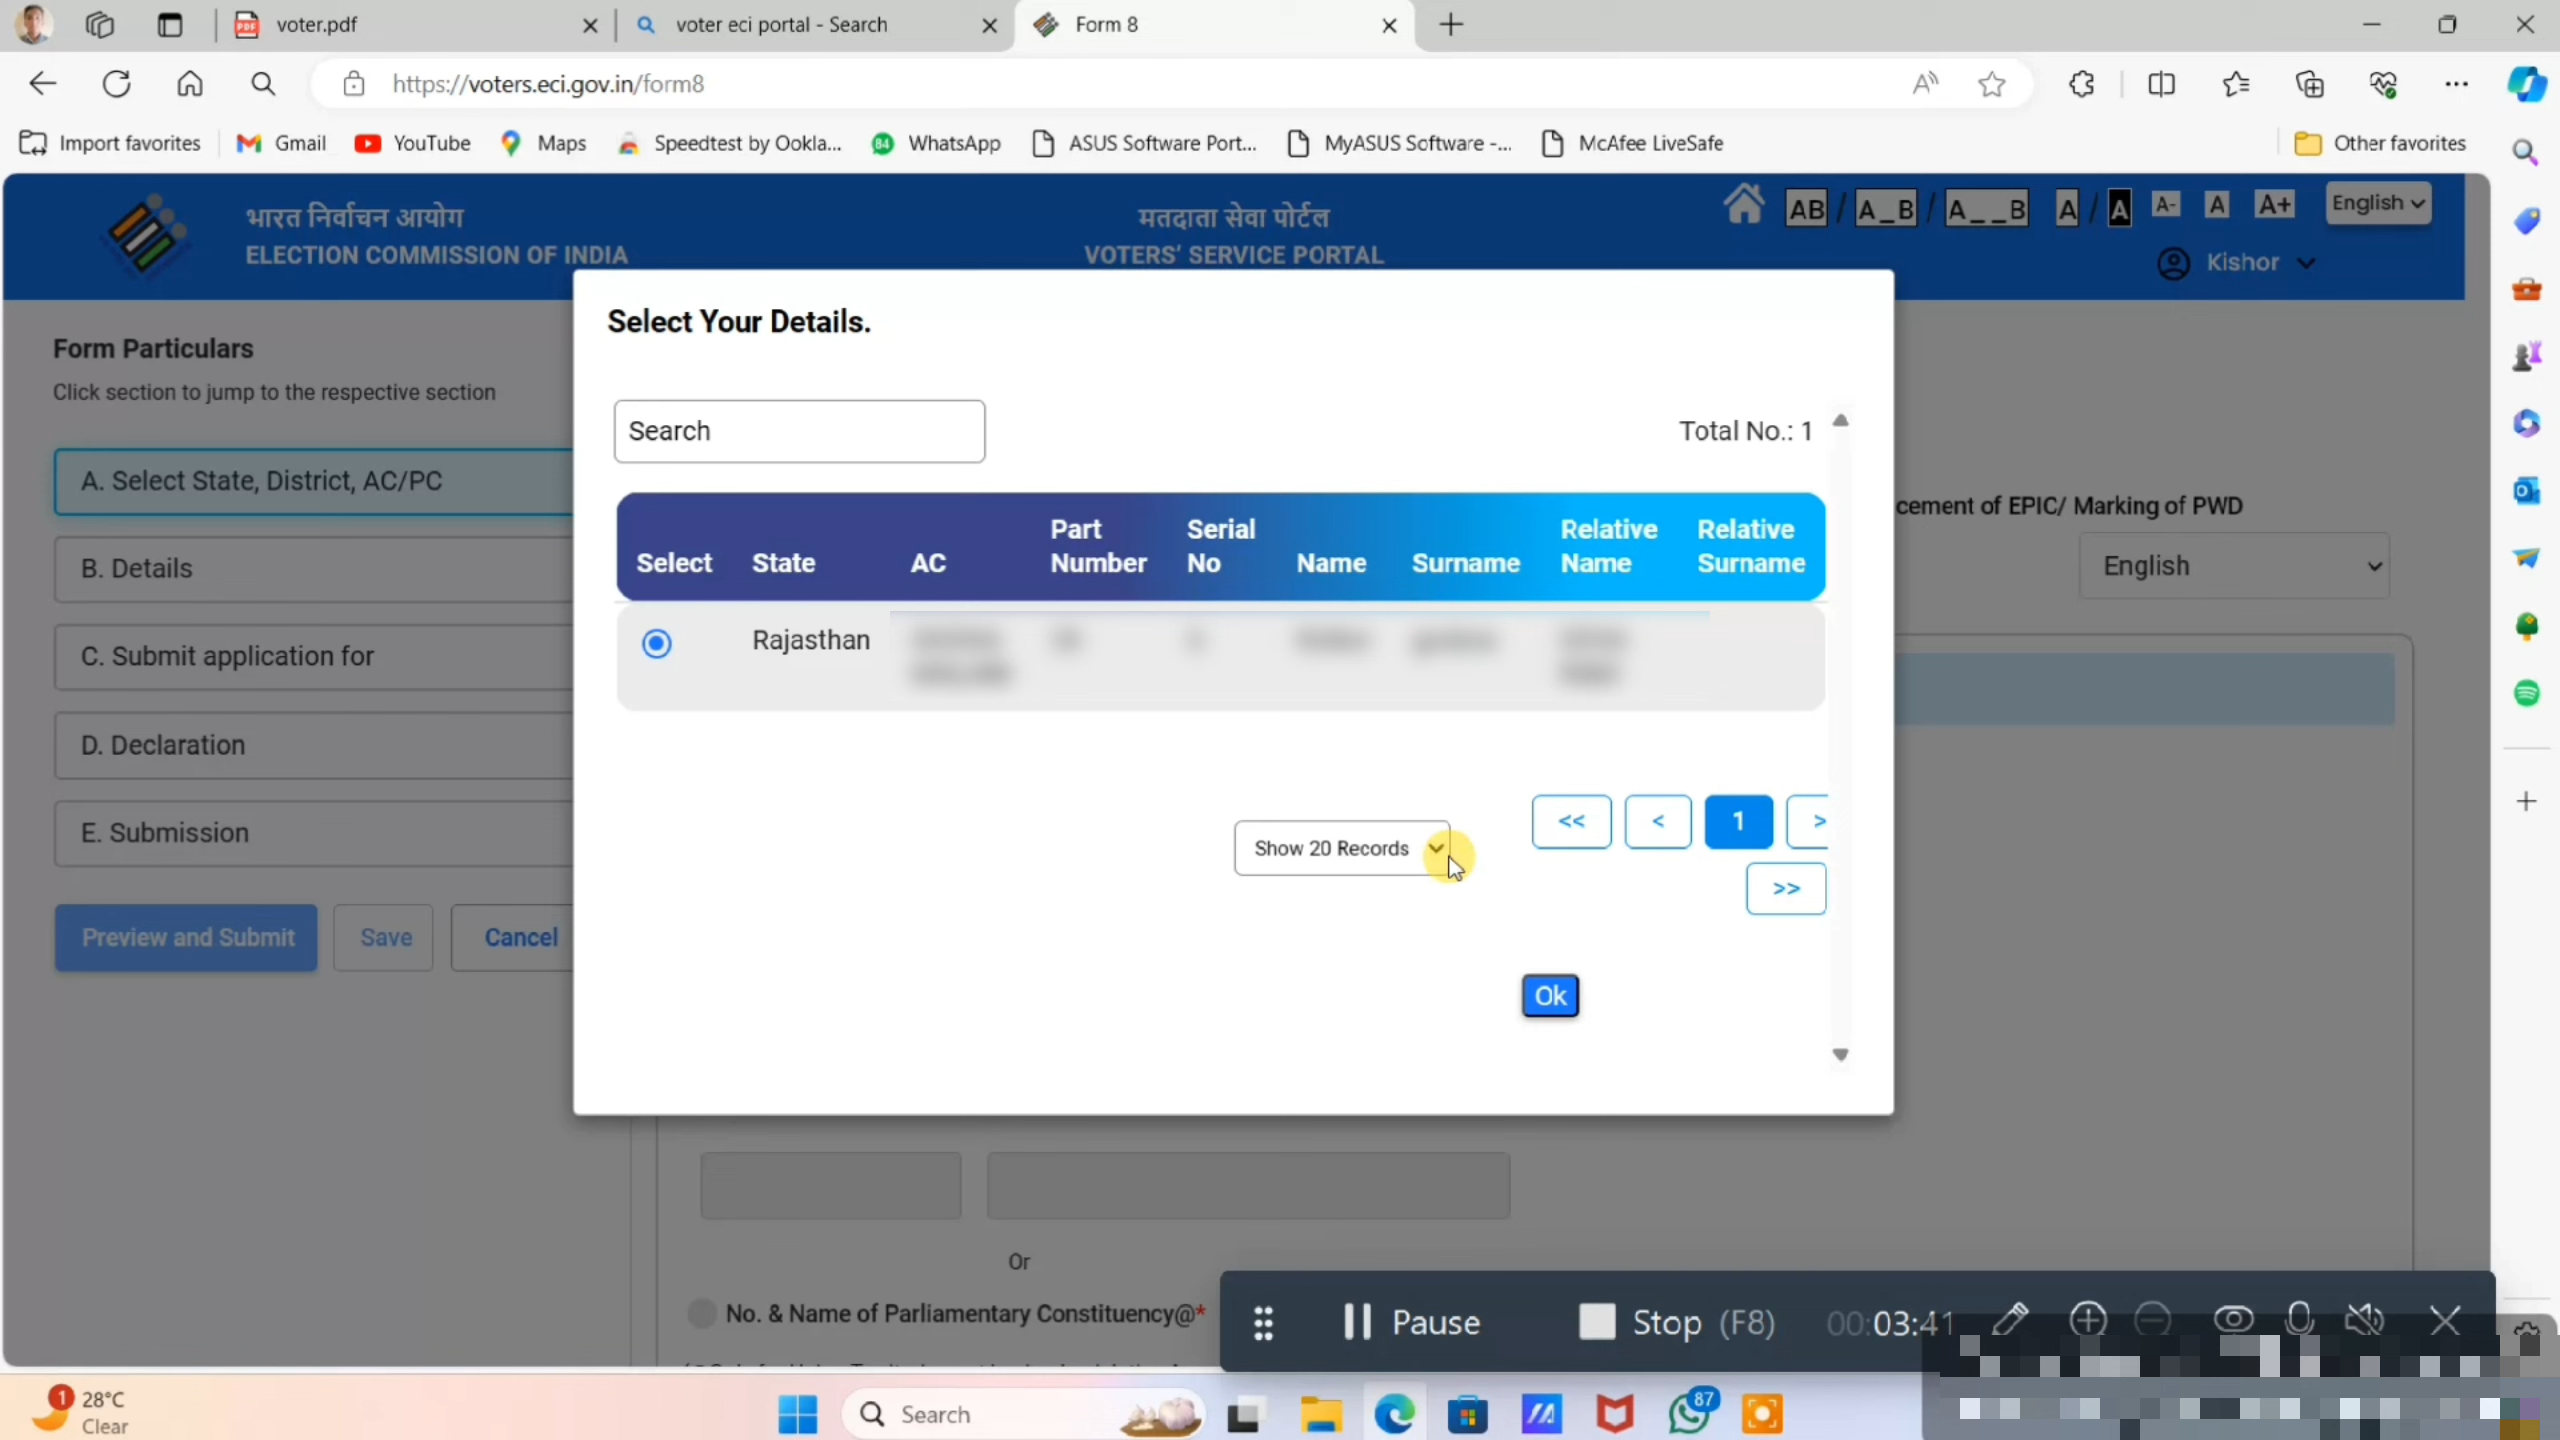 voter.pdf
voter eci portal - Search
Form 8
https://voters.eci.gov.in/form8
Import favorites
Gmail
YouTube
Maps
Speedtest by Ookla...
84
WhatsApp
ASUS Software Port...
MyASUS Software -...
McAfee LiveSafe
Other favorites
भारत निर्वाचन आयोग
ELECTION COMMISSION OF INDIA
मतदाता सेवा पोर्टल
VOTERS' SERVICE PORTAL
AB / A_B / A__B A / A A- A A+
English
Kishor
Form Particulars
Click section to jump to the respective section
A. Select State, District, AC/PC
B. Details
C. Submit application for
D. Declaration
E. Submission
Preview and Submit
Save
Cancel
Select Your Details.
Search
Total No.: 1
Select State AC Part Number Serial No Name Surname Relative Name Relative Surname
Rajasthan
Show 20 Records
<< < 1 >
>>
Ok
cement of EPIC/ Marking of PWD
English
Or
No. & Name of Parliamentary Constituency@*
Pause
Stop (F8)
00:03:41
1
28°C
Clear
Search
87